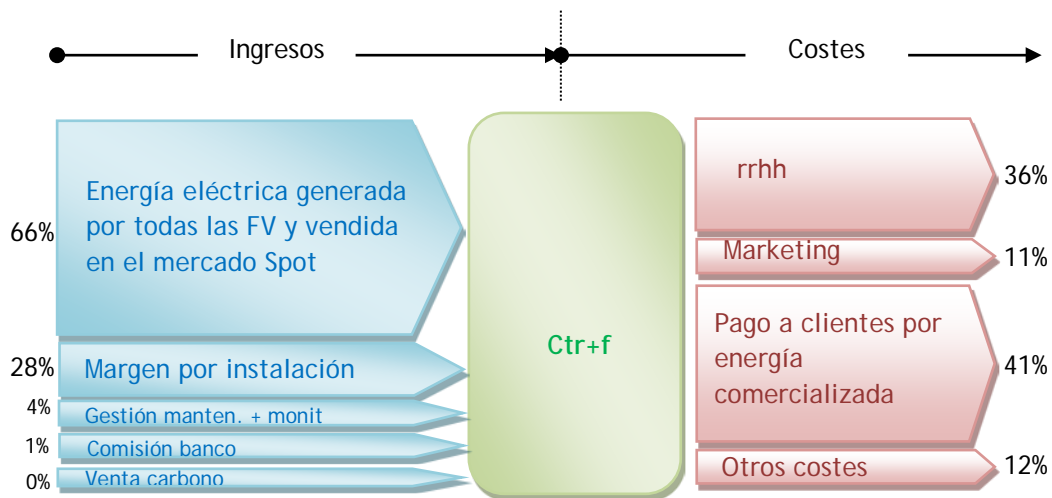 Ingresos
Costes
66%
Energía eléctrica generada
por todas las FV y vendida
en el mercado Spot
28%
Margen por instalación
4%
Gestión manten. + monit
1%
Comisión banco
0%
Venta carbono
Ctr+f
rrhh
36%
Marketing
11%
Pago a clientes por
energía
comercializada
41%
Otros costes
12%